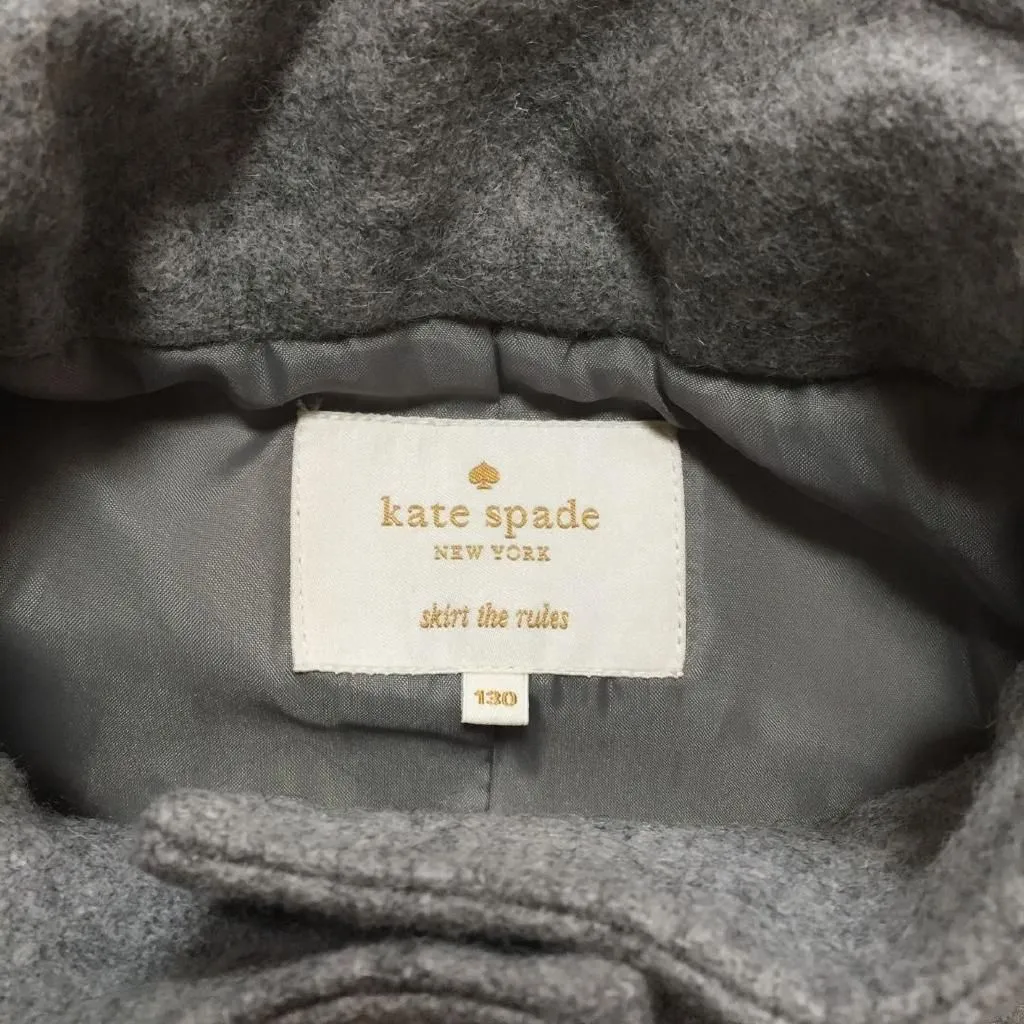 kate spade
NEW YORK
skirt the rules
130